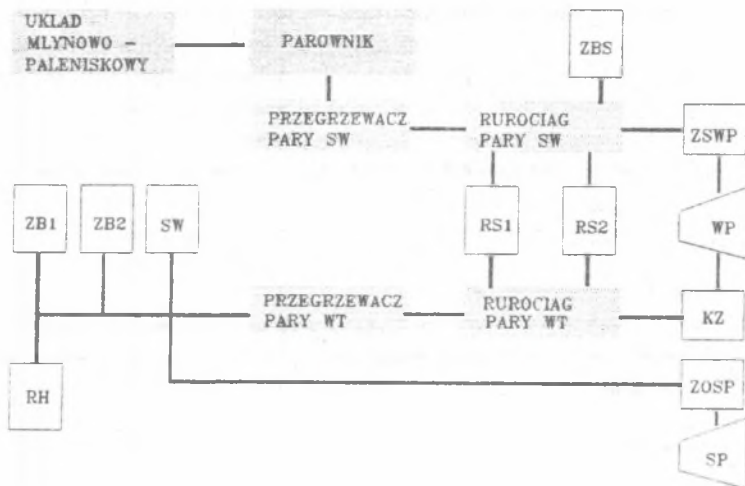 UKLAD
MLYNOWO –
PALENISKOWY
PAROWNIK
ZBS
PRZEGRZEWACZ
PARY SW
RUROCIAG
PARY SW
ZSWP
ZB1
ZB2
SW
RS1
RS2
WP
PRZEGRZEWACZ
PARY WT
RUROCIAG
PARY WT
KZ
RH
ZOSP
SP